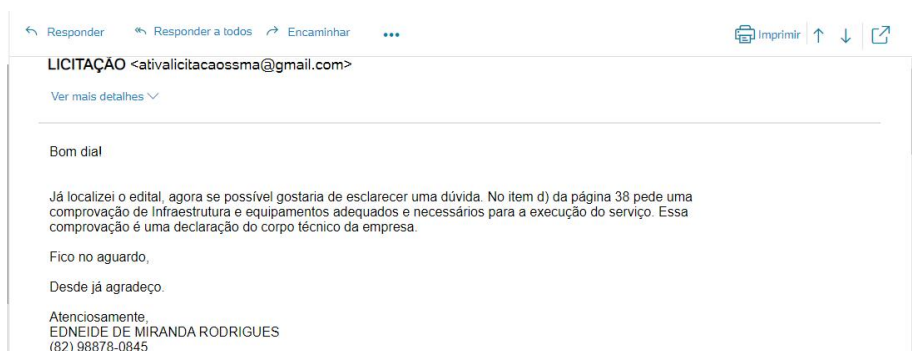 Responder Responder a todos Encaminhar ... Imprimir
LICITAÇÃO <ativalicitacaossma@gmail.com>
Ver mais detalhes
Bom dia!
Já localizei o edital, agora se possível gostaria de esclarecer uma dúvida. No item d) da página 38 pede uma
comprovação de Infraestrutura e equipamentos adequados e necessários para a execução do serviço. Essa
comprovação é uma declaração do corpo técnico da empresa.
Fico no aguardo,
Desde já agradeço.
Atenciosamente,
EDNEIDE DE MIRANDA RODRIGUES
(82) 98878-0845